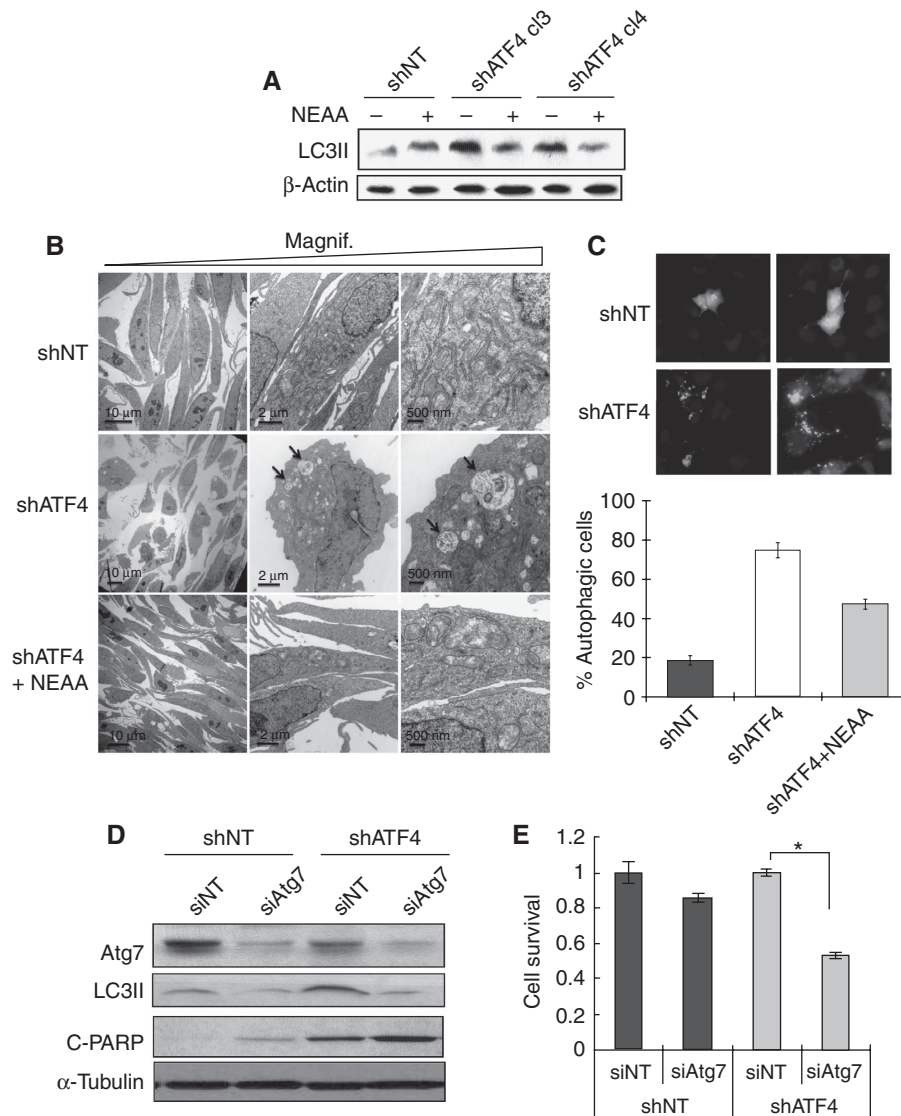 A
shNT
shATF4 cl3
shATF4 cl4
NEAA
– + – + – +
LC3II
β-Actin
B
Magnif.
shNT
10 µm
2 µm
500 nm
shATF4
10 µm
2 µm
500 nm
shATF4
+ NEAA
10 µm
2 µm
500 nm
C
shNT
shATF4
% Autophagic cells
100
80
60
40
20
0
shNT
shATF4
shATF4+NEAA
D
shNT shATF4
siNT siAtg7 siNT siAtg7
Atg7
LC3II
C-PARP
α-Tubulin
E
Cell survival
1.2
1
0.8
0.6
0.4
0.2
0
*
siNT siAtg7 siNT siAtg7
shNT shATF4